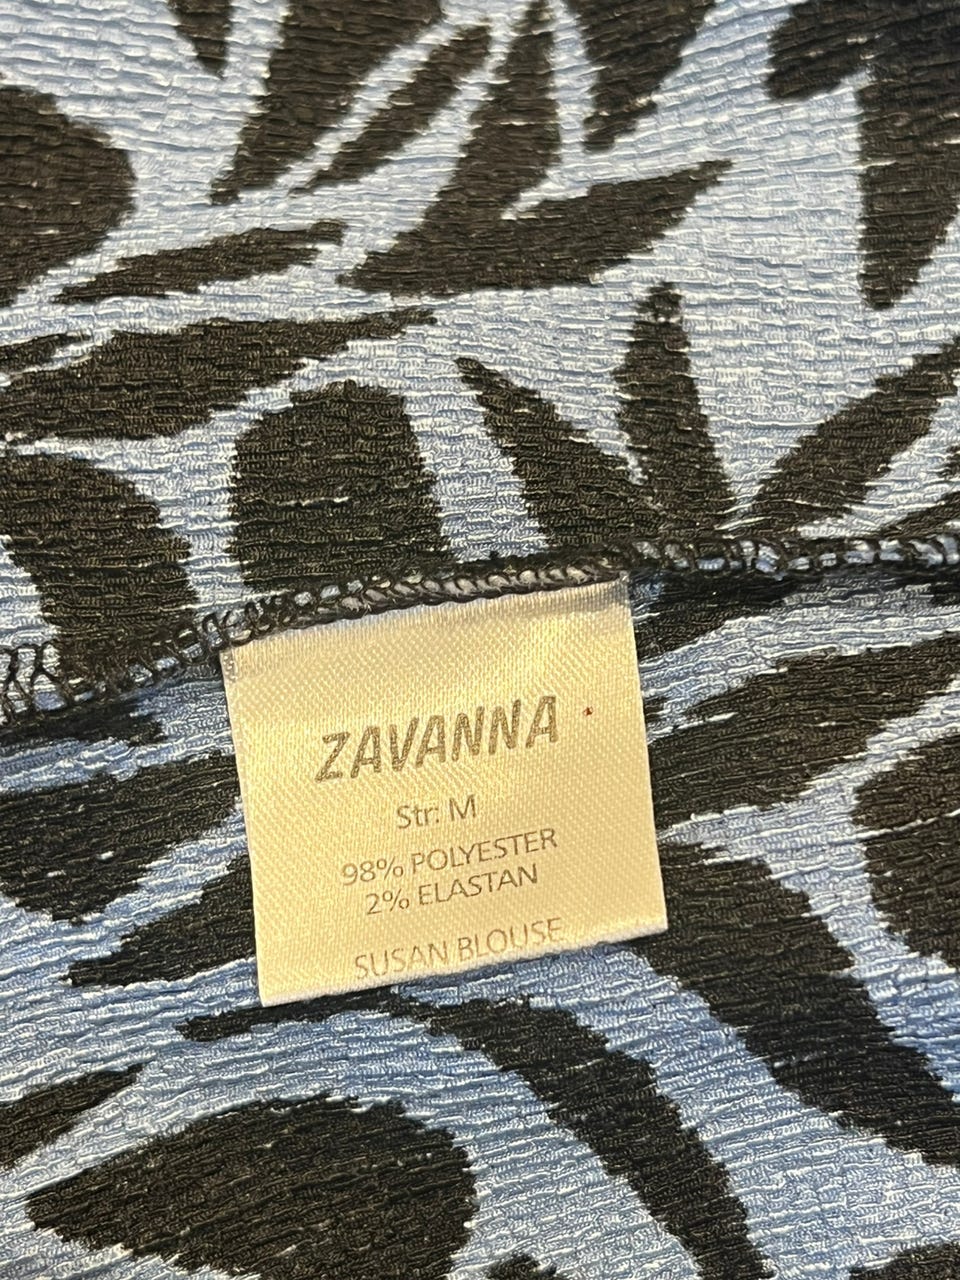 ZAVANNA
Str: M
98% POLYESTER
2% ELASTAN
SUSAN BLOUSE